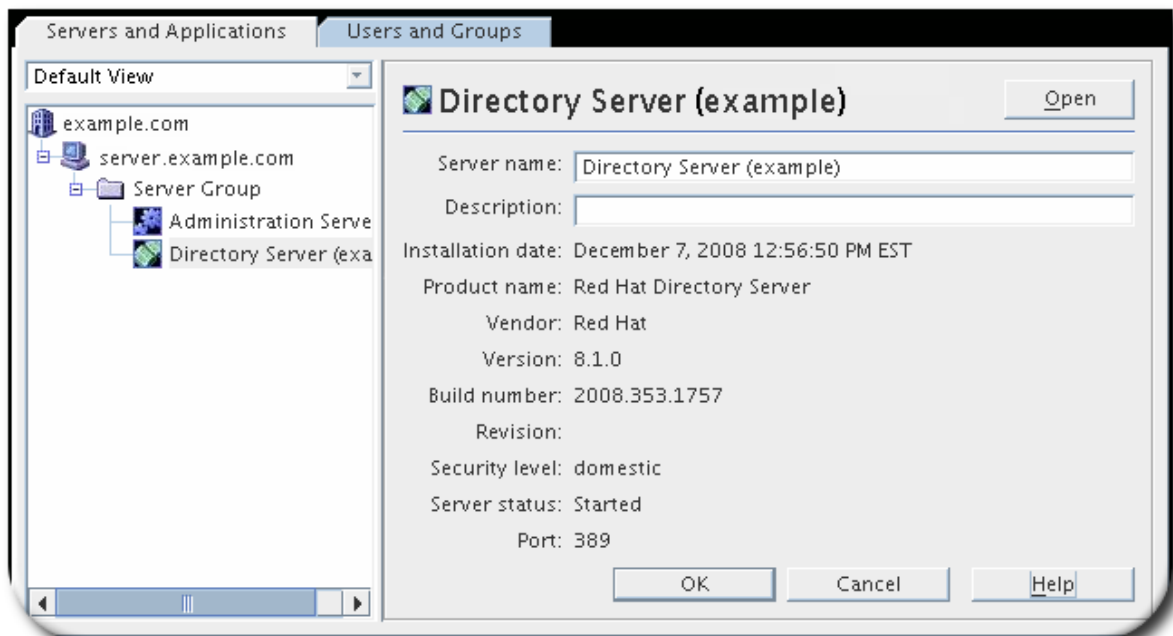 Servers and Applications
Users and Groups
Default View
example.com
server.example.com
Server Group
Administration Serve
Directory Server (exa
Directory Server (example)
Open
Server name: Directory Server (example)
Description:
Installation date: December 7, 2008 12:56:50 PM EST
Product name: Red Hat Directory Server
Vendor: Red Hat
Version: 8.1.0
Build number: 2008.353.1757
Revision:
Security level: domestic
Server status: Started
Port: 389
OK
Cancel
Help